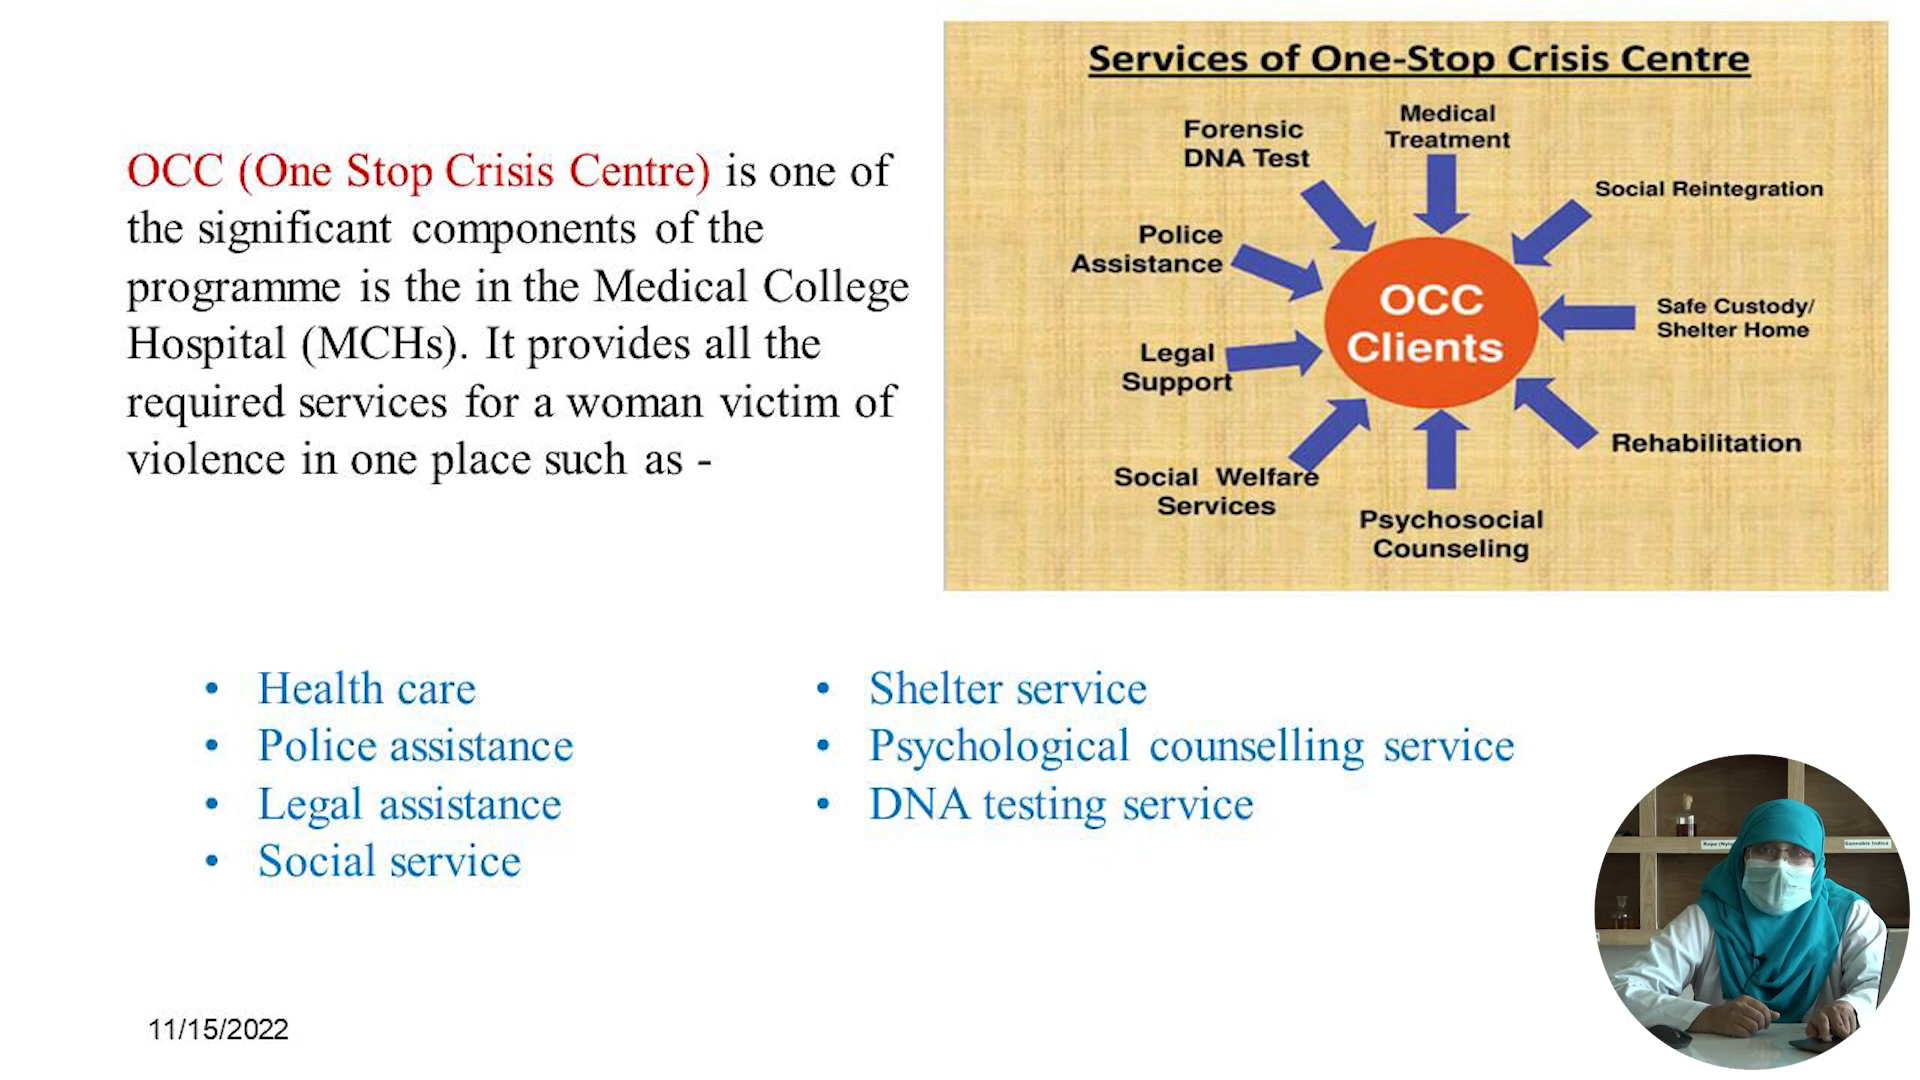 OCC (One Stop Crisis Centre) is one of
the significant components of the
programme is the in the Medical College
Hospital (MCHs). It provides all the
required services for a woman victim of
violence in one place such as -
Services of One-Stop Crisis Centre
Medical
Treatment
Forensic
DNA Test
Social Reintegration
Police
Assistance
OCC
Clients
Safe Custody/
Shelter Home
Legal
Support
Rehabilitation
Social Welfare
Services
Psychosocial
Counseling
• Health care
• Police assistance
• Legal assistance
• Social service
• Shelter service
• Psychological counselling service
• DNA testing service
Cannabis Indica
11/15/2022